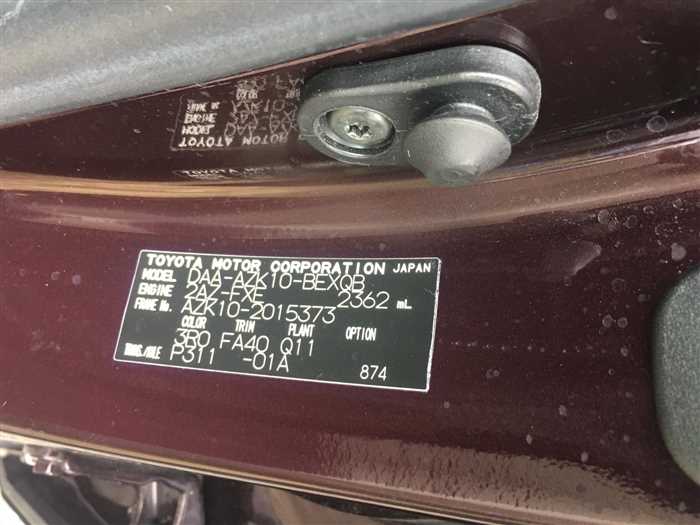 TOYOTA MOTOR CORPORATION JAPAN
MODEL DAA-AZK10-BEXQB
ENGINE 2AZ-FXE 2362 mL
FRAME No. AZK10-2015373
COLOR TRIM PLANT OPTION
3R0 FA40 Q11
TRANS./AXLE P311 -01A 874